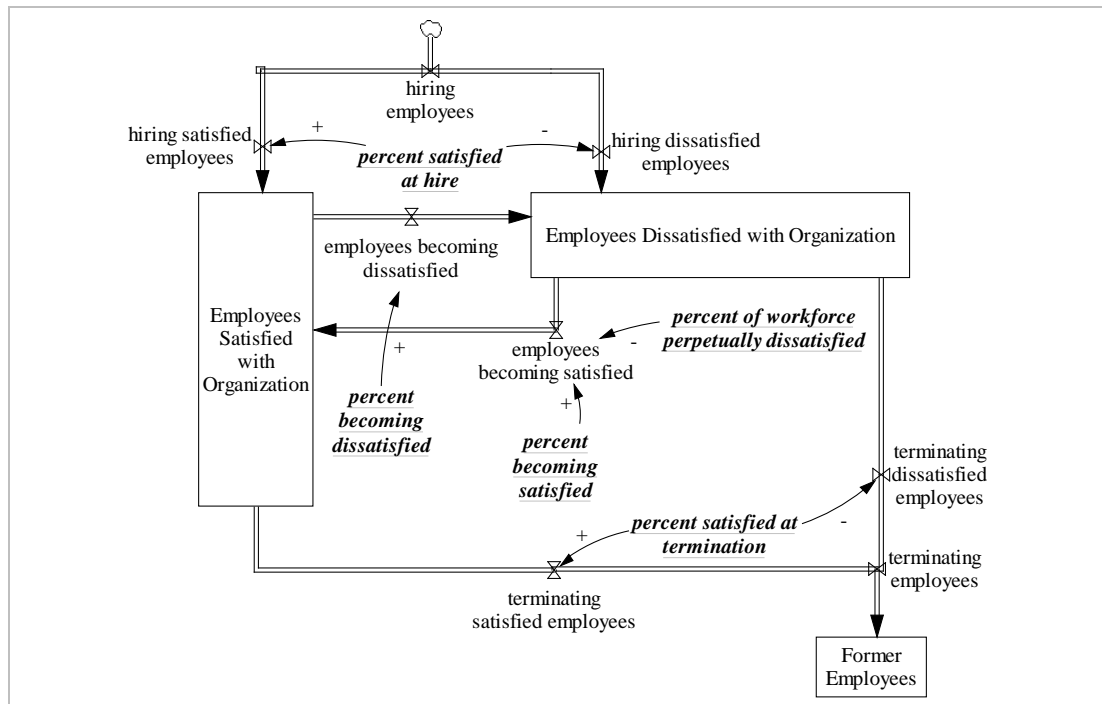 hiring
employees
hiring satisfied
employees
+
-
hiring dissatisfied
employees
percent satisfied
at hire
employees becoming
dissatisfied
Employees Dissatisfied with Organization
Employees
Satisfied
with
Organization
+
employees
becoming satisfied
-
percent of workforce
perpetually dissatisfied
percent
becoming
dissatisfied
+
percent
becoming
satisfied
terminating
dissatisfied
employees
percent satisfied at
termination
+
-
terminating
employees
terminating
satisfied employees
Former
Employees